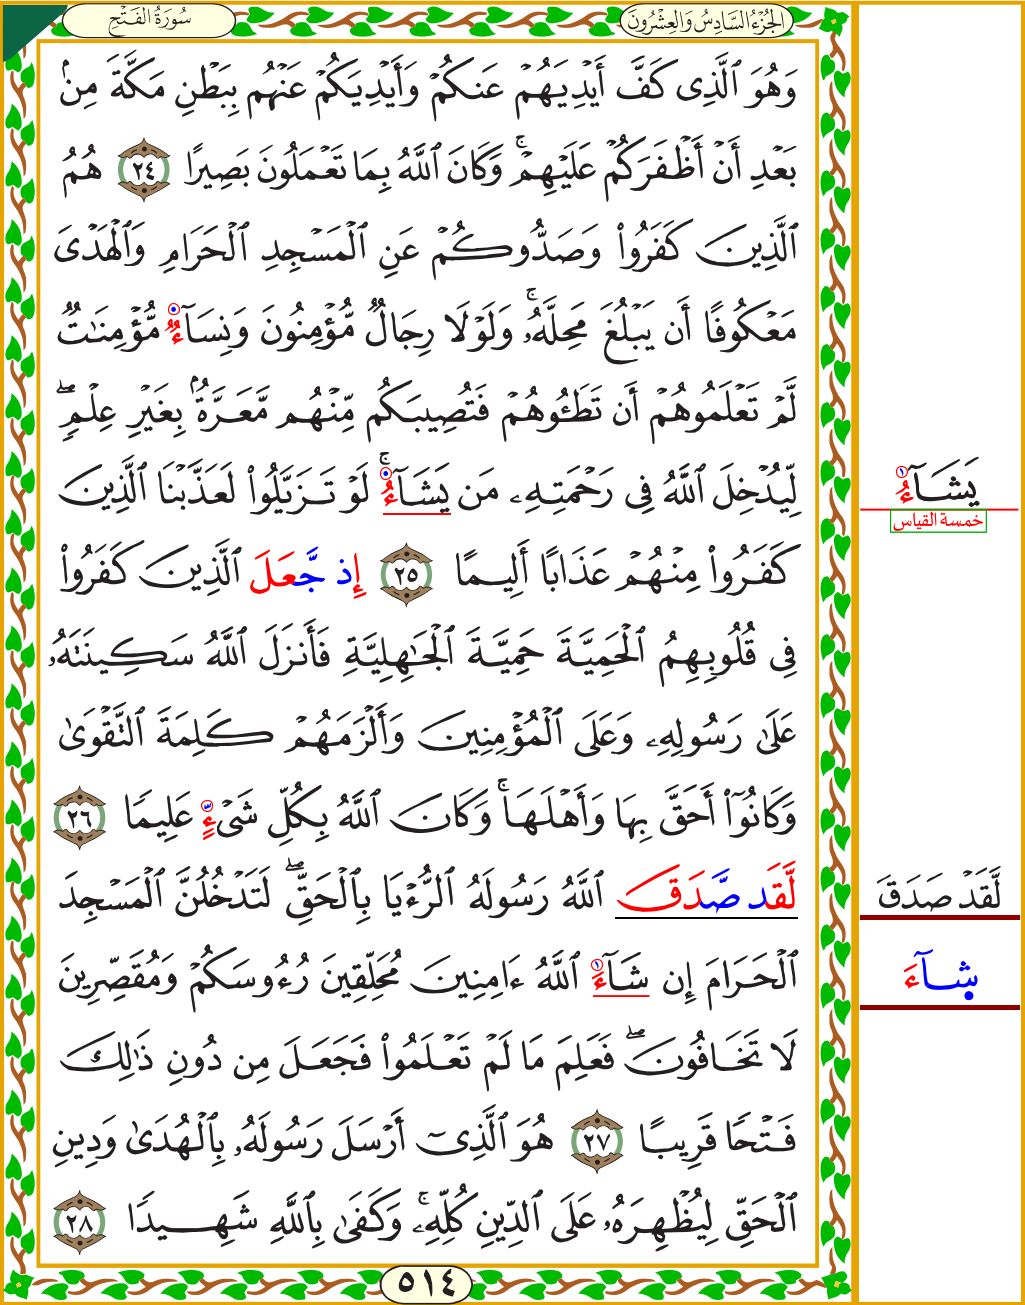 سُورَةُ الفَتْحِ
الجُزْءُ السَّادِسُ وَالعِشْرُونَ
وَهُوَ ٱلَّذِى كَفَّ أَيۡدِيَهُمۡ عَنكُمۡ وَأَيۡدِيَكُمۡ عَنۡهُم بِبَطۡنِ مَكَّةَ مِنۢ
بَعۡدِ أَنۡ أَظۡفَرَكُمۡ عَلَيۡهِمۡۚ وَكَانَ ٱللَّهُ بِمَا تَعۡمَلُونَ بَصِيرًا ٢٤ هُمُ
ٱلَّذِينَ كَفَرُواْ وَصَدُّوكُمۡ عَنِ ٱلۡمَسۡجِدِ ٱلۡحَرَامِ وَٱلۡهَدۡىَ
مَعۡكُوفًا أَن يَبۡلُغَ مَحِلَّهُۥۚ وَلَوۡلَا رِجَالٌ مُّؤۡمِنُونَ وَنِسَآءٌ مُّؤۡمِنَٰتٌ
لَّمۡ تَعۡلَمُوهُمۡ أَن تَطَـُٔوهُمۡ فَتُصِيبَكُم مِّنۡهُم مَّعَرَّةُۢ بِغَيۡرِ عِلۡمٍۖ
لِّيُدۡخِلَ ٱللَّهُ فِى رَحۡمَتِهِۦ مَن يَشَآءُۚ لَوۡ تَزَيَّلُواْ لَعَذَّبۡنَا ٱلَّذِينَ
كَفَرُواْ مِنۡهُمۡ عَذَابًا أَلِيمًا ٢٥ إِذ جَّعَلَ ٱلَّذِينَ كَفَرُواْ
فِى قُلُوبِهِمُ ٱلۡحَمِيَّةَ حَمِيَّةَ ٱلۡجَٰهِلِيَّةِ فَأَنزَلَ ٱللَّهُ سَكِينَتَهُۥ
عَلَىٰ رَسُولِهِۦ وَعَلَى ٱلۡمُؤۡمِنِينَ وَأَلۡزَمَهُمۡ كَلِمَةَ ٱلتَّقۡوَىٰ
وَكَانُوٓاْ أَحَقَّ بِهَا وَأَهۡلَهَاۚ وَكَانَ ٱللَّهُ بِكُلِّ شَىۡءٍ عَلِيمًا ٢٦
لَّقَد صَّدَقَ ٱللَّهُ رَسُولَهُ ٱلرُّءۡيَا بِٱلۡحَقِّۖ لَتَدۡخُلُنَّ ٱلۡمَسۡجِدَ
ٱلۡحَرَامَ إِن شَآءَ ٱللَّهُ ءَامِنِينَ مُحَلِّقِينَ رُءُوسَكُمۡ وَمُقَصِّرِينَ
لَا تَخَافُونَۖ فَعَلِمَ مَا لَمۡ تَعۡلَمُواْ فَجَعَلَ مِن دُونِ ذَٰلِكَ
فَتۡحًا قَرِيبًا ٢٧ هُوَ ٱلَّذِىٓ أَرۡسَلَ رَسُولَهُۥ بِٱلۡهُدَىٰ وَدِينِ
ٱلۡحَقِّ لِيُظۡهِرَهُۥ عَلَى ٱلدِّينِ كُلِّهِۦۚ وَكَفَىٰ بِٱللَّهِ شَهِيدًا ٢٨
٥١٤
يَشَآءُ
خمسة القياس
لَّقَدۡ صَدَقَ
شَآءَ